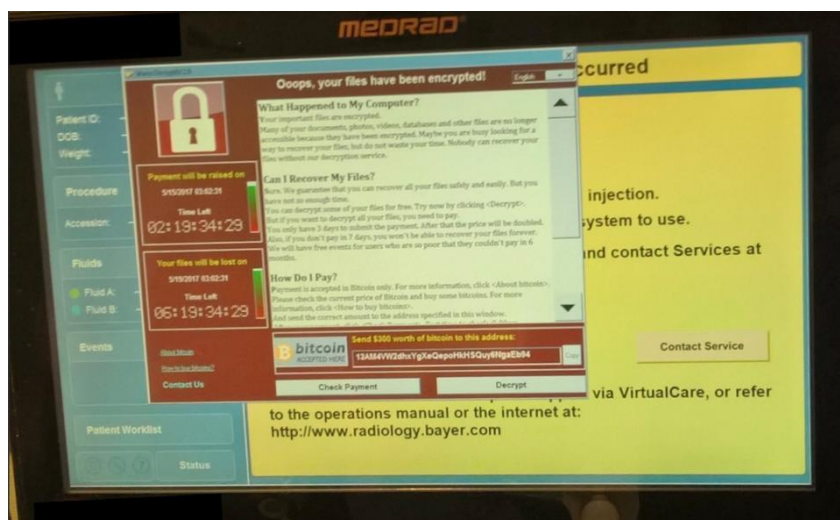 MEDRAD
ccurred
Patient ID:
DOB:
Weight:
Procedure
Accession:
Fluids
Fluid A:
Fluid B:
Events
Patient Worklist
Status
Wana Decrypt0r 2.0
Ooops, your files have been encrypted!
English
Payment will be raised on
5/15/2017 03:02:31
Time Left
02:19:34:29
Your files will be lost on
5/19/2017 03:02:31
Time Left
06:19:34:29
About bitcoin
How to buy bitcoins?
Contact Us
What Happened to My Computer?
Your important files are encrypted.
Many of your documents, photos, videos, databases and other files are no longer
accessible because they have been encrypted. Maybe you are busy looking for a
way to recover your files, but do not waste your time. Nobody can recover your
files without our decryption service.
Can I Recover My Files?
Sure. We guarantee that you can recover all your files safely and easily. But you
have not so enough time.
You can decrypt some of your files for free. Try now by clicking <Decrypt>.
But if you want to decrypt all your files, you need to pay.
You only have 3 days to submit the payment. After that the price will be doubled.
Also, if you don't pay in 7 days, you won't be able to recover your files forever.
We will have free events for users who are so poor that they couldn't pay in 6
months.
How Do I Pay?
Payment is accepted in Bitcoin only. For more information, click <About bitcoin>.
Please check the current price of Bitcoin and buy some bitcoins. For more
information, click <How to buy bitcoins>.
And send the correct amount to the address specified in this window.
bitcoin
ACCEPTED HERE
Send $300 worth of bitcoin to this address:
13AM4VW2dhxYgXeQepoHkHSQuy6NgaEb94
Copy
Check Payment
Decrypt
injection.
system to use.
and contact Services at
Contact Service
via VirtualCare, or refer
to the operations manual or the internet at:
http://www.radiology.bayer.com